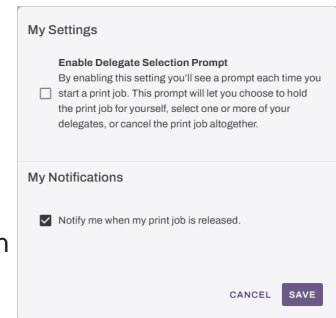 My Settings
Enable Delegate Selection Prompt
By enabling this setting you'll see a prompt each time you
start a print job. This prompt will let you choose to hold
the print job for yourself, select one or more of your
delegates, or cancel the print job altogether.
My Notifications
Notify me when my print job is released.
CANCEL SAVE